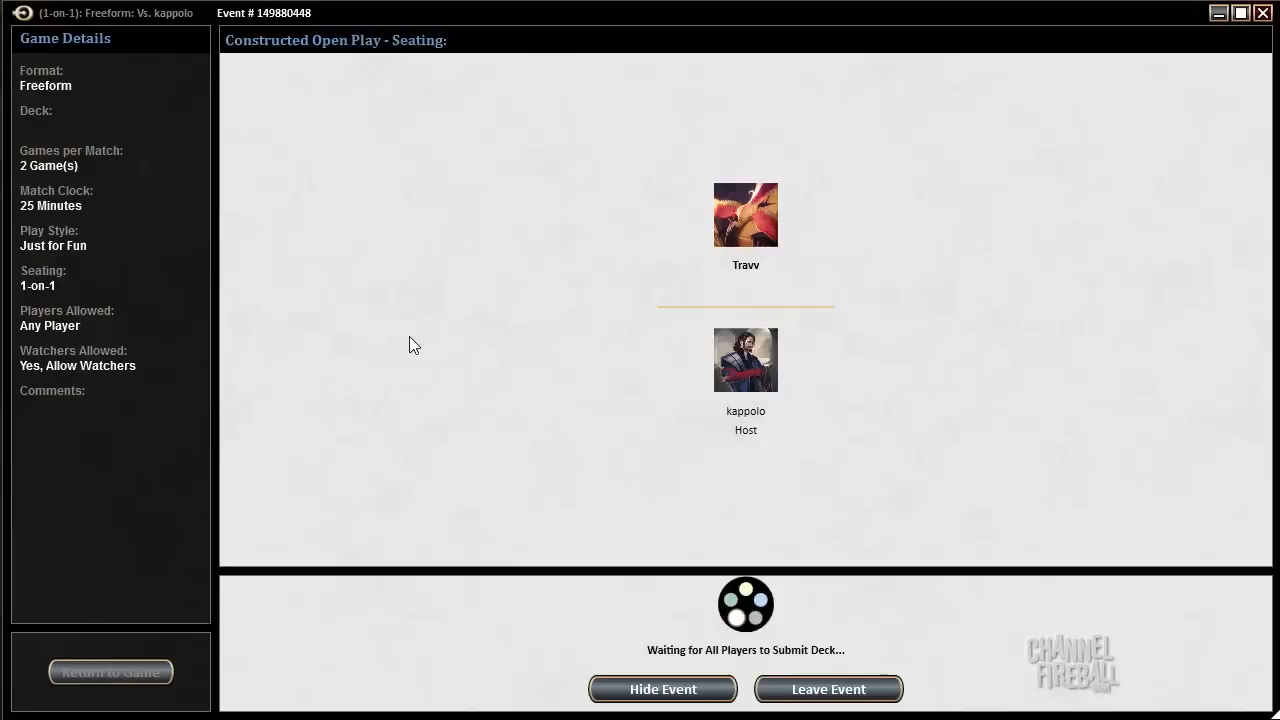 (1-on-1): Freeform: Vs. kappolo
Event # 149880448
Game Details
Format:
Freeform
Deck:
Games per Match:
2 Game(s)
Match Clock:
25 Minutes
Play Style:
Just for Fun
Seating:
1-on-1
Players Allowed:
Any Player
Watchers Allowed:
Yes, Allow Watchers
Comments:
Return to Game
Constructed Open Play - Seating:
Travv
kappolo
Host
Waiting for All Players to Submit Deck...
Hide Event
Leave Event
CHANNEL
FIREBALL